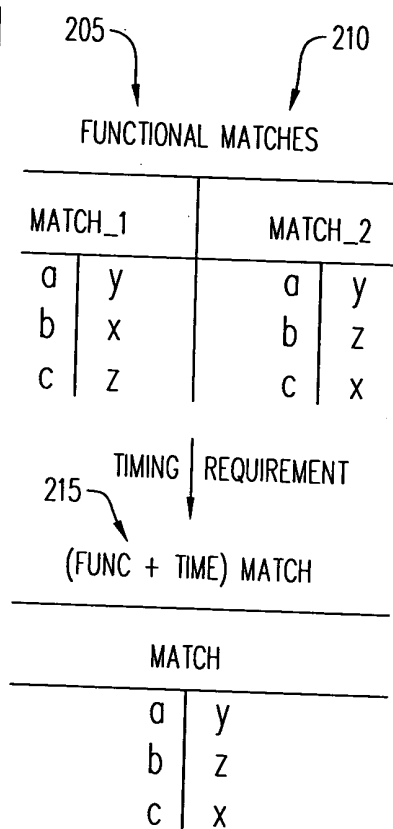 205 210
FUNCTIONAL MATCHES
MATCH_1 MATCH_2
a y a y
b x b z
c z c x
TIMING REQUIREMENT
215
(FUNC + TIME) MATCH
MATCH
a y
b z
c x